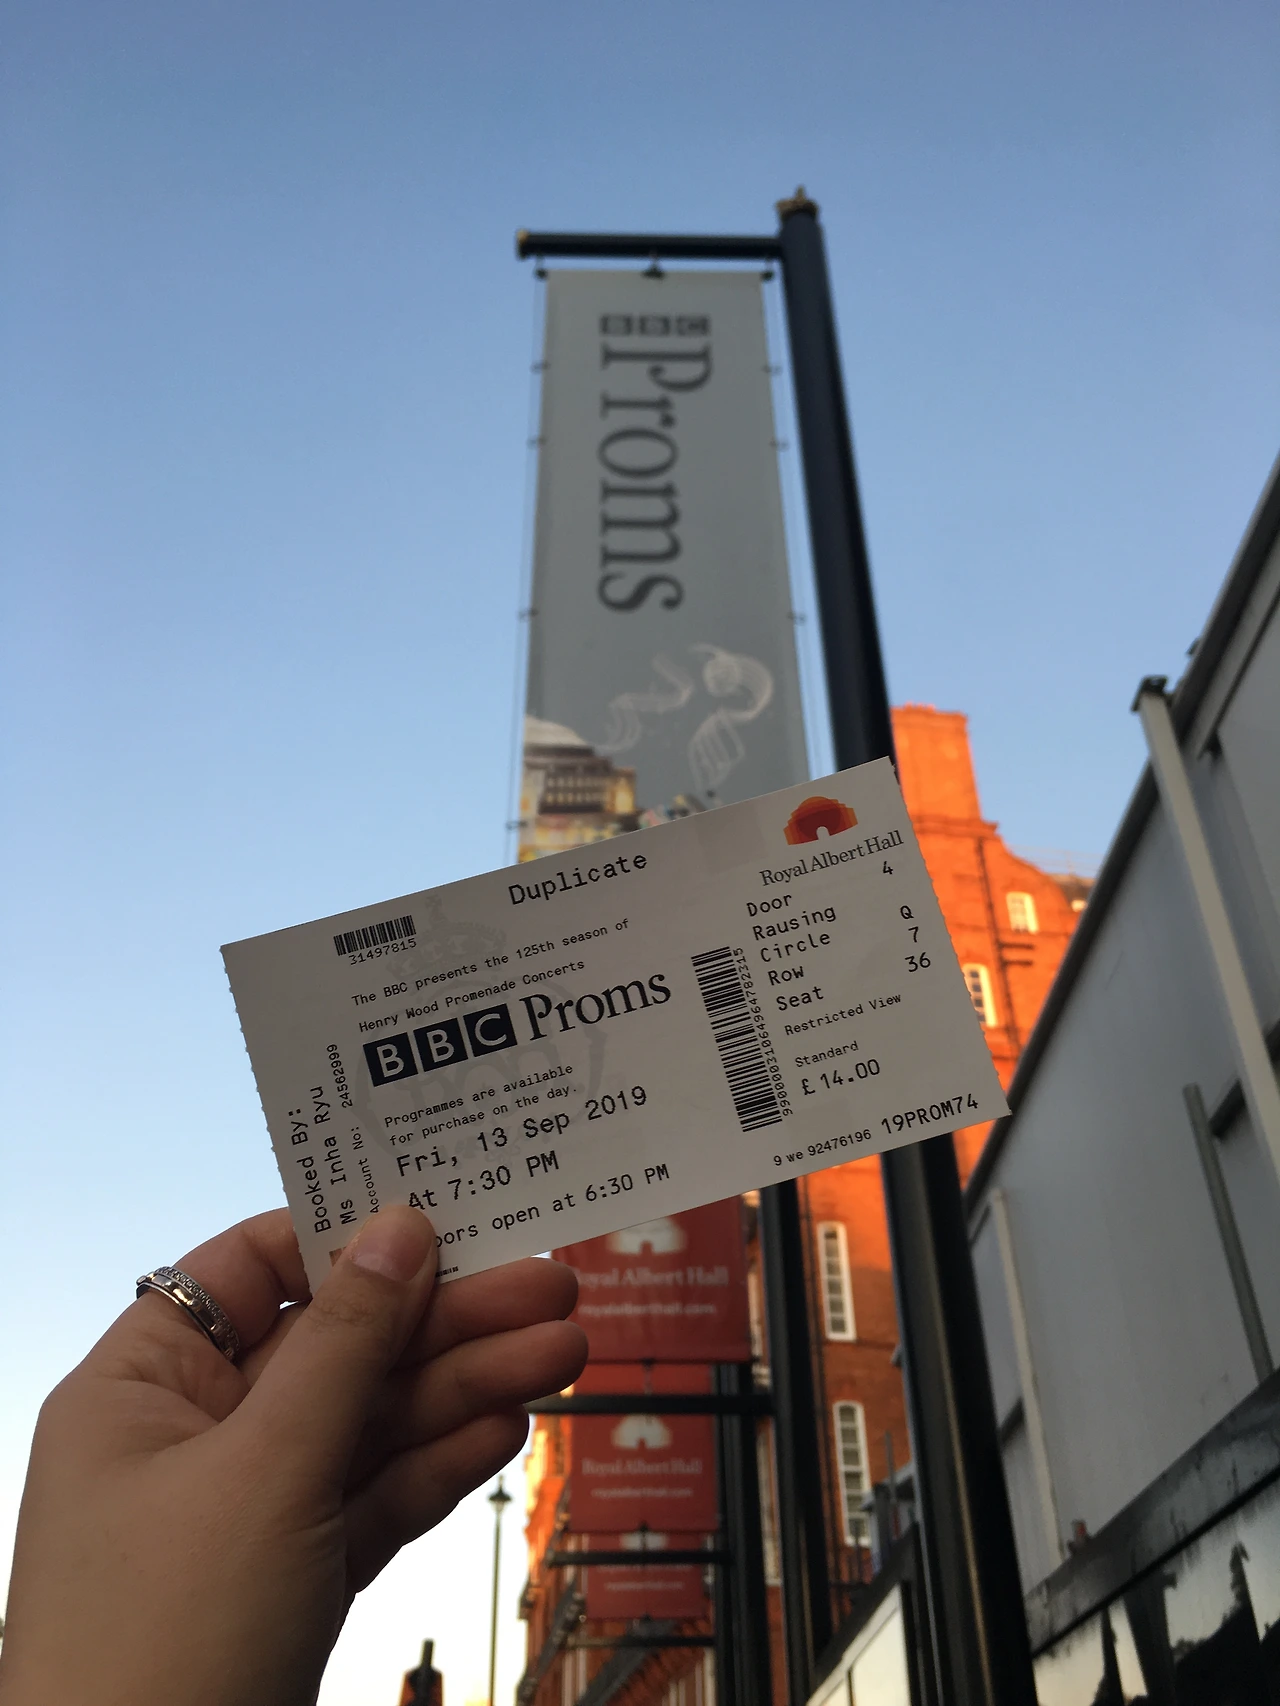 BBC
Proms
Duplicate
31497815
The BBC presents the 125th season of
Henry Wood Promenade Concerts
BBC Proms
Programmes are available
for purchase on the day.
Fri, 13 Sep 2019
At 7:30 PM
oors open at 6:30 PM
Booked By:
Ms Inha Ryu
Account No: 24562999
Royal Albert Hall
Door 4
Rausing
Circle Q
Row 7
Seat 36
Restricted View
Standard
£14.00
9 we 92476196 19PROM74
Royal Albert Hall
royalalberthall.com
Royal Albert Hall
royalalberthall.com